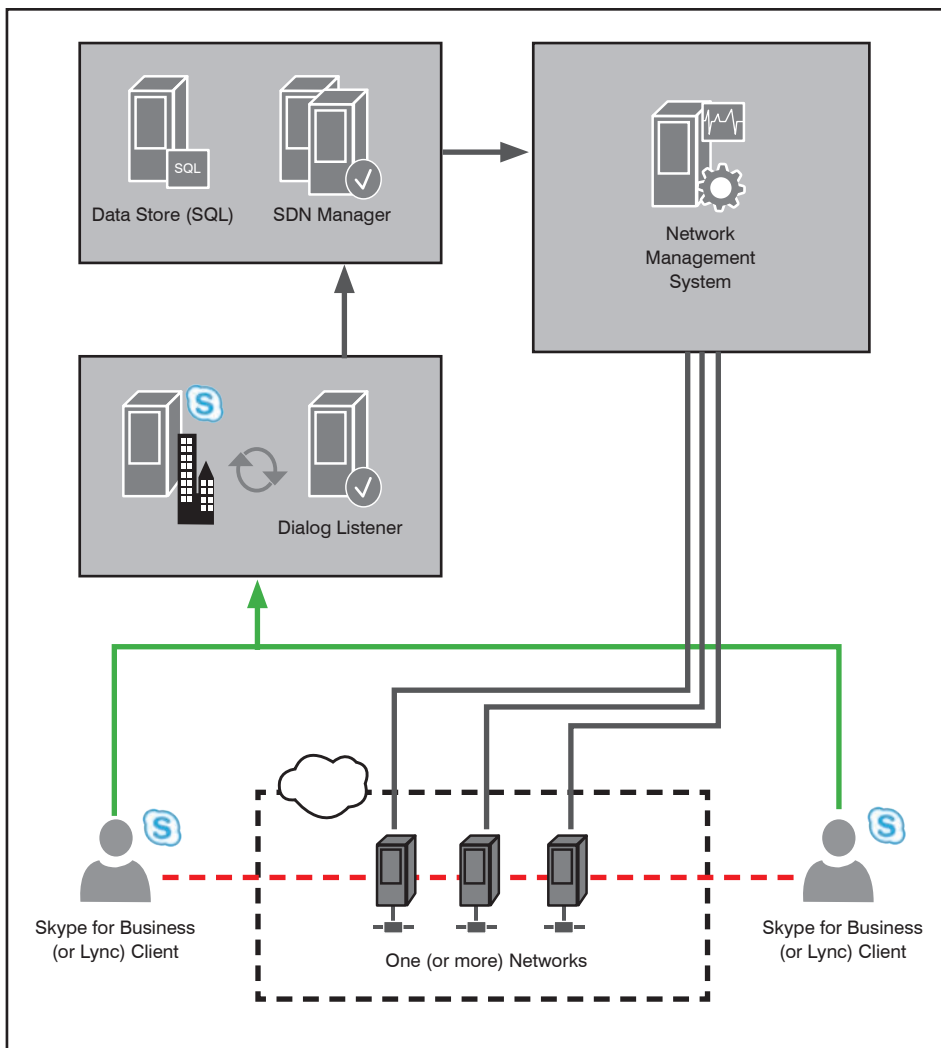 SQL
Data Store (SQL)
SDN Manager
Network
Management
System
S
Dialog Listener
S
S
Skype for Business
(or Lync) Client
One (or more) Networks
Skype for Business
(or Lync) Client